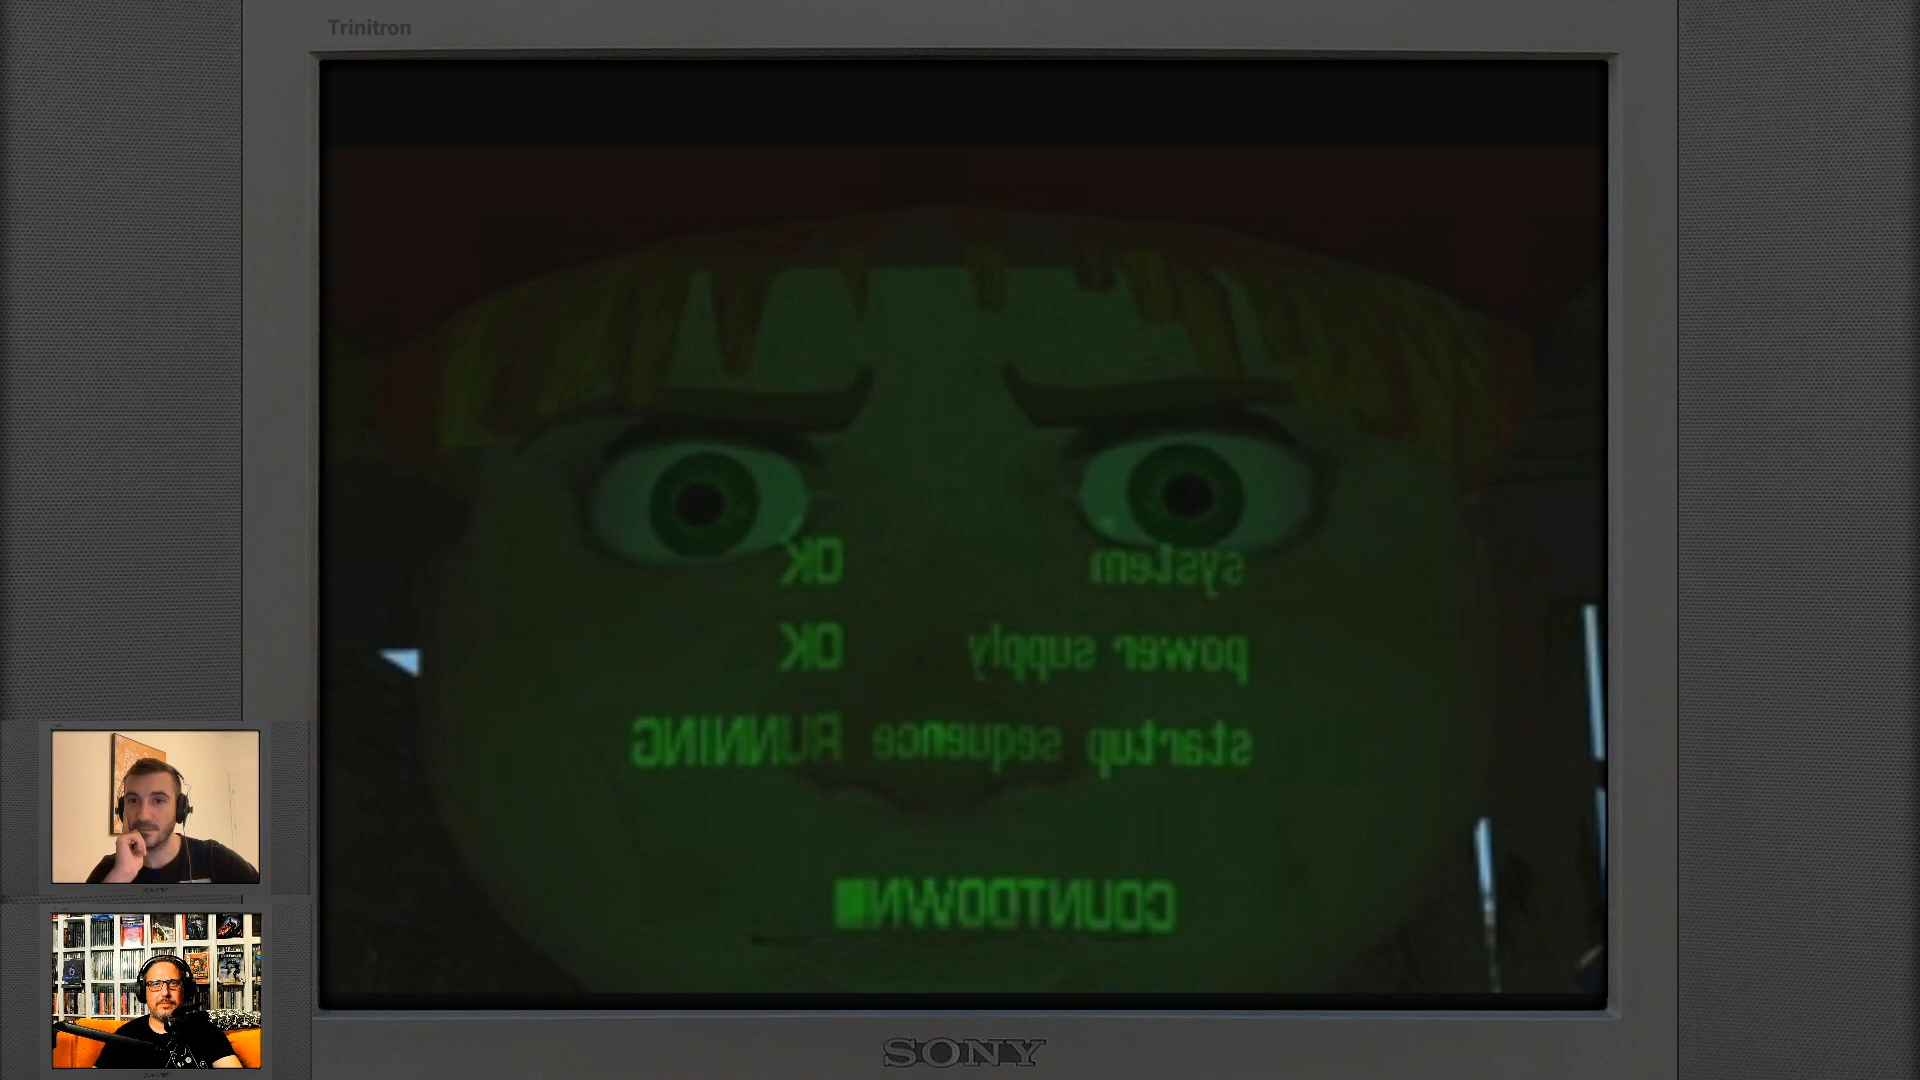 Trinitron
system OK
power supply OK
startup sequence RUNNING
COUNTDOWN
SONY